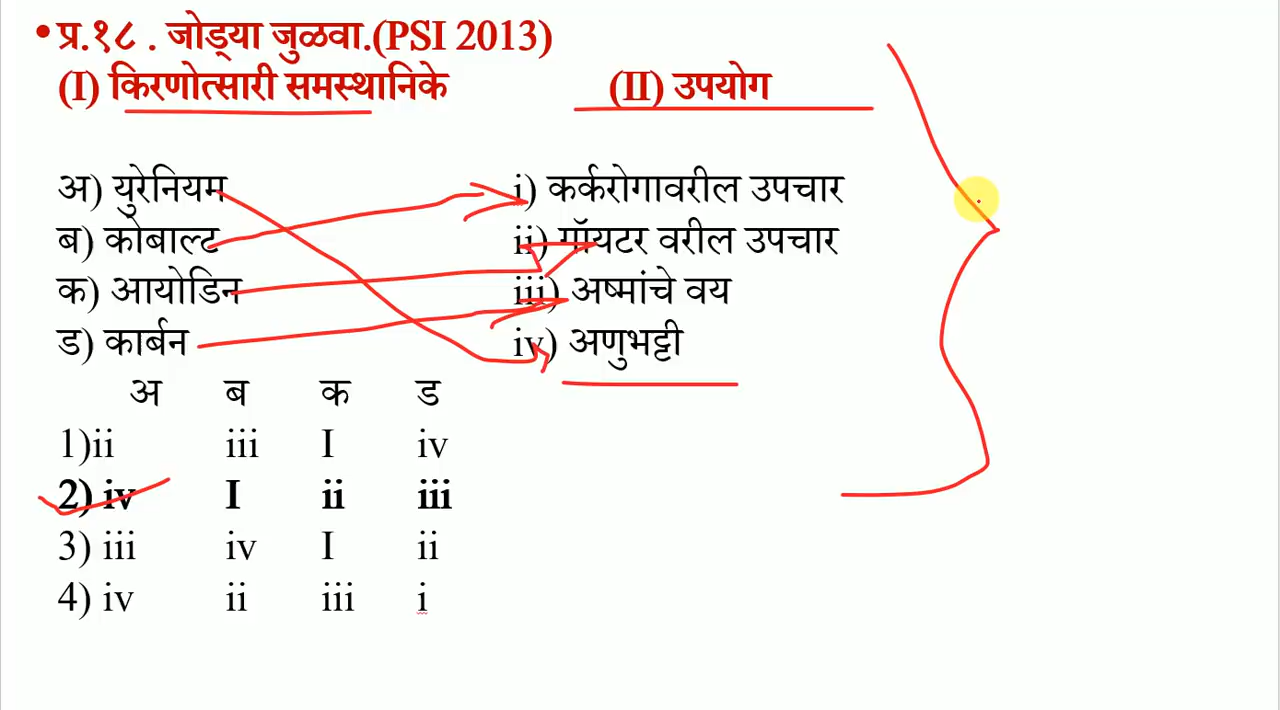 • प्र.१८ . जोड्या जुळवा.(PSI 2013)
(I) किरणोत्सारी समस्थानिके (II) उपयोग
अ) युरेनियम i) कर्करोगावरील उपचार
ब) कोबाल्ट ii) गॉयटर वरील उपचार
क) आयोडिन iii) अष्मांचे वय
ड) कार्बन iv) अणुभट्टी
अ ब क ड
1)ii iii I iv
2) iv I ii iii
3) iii iv I ii
4) iv ii iii i